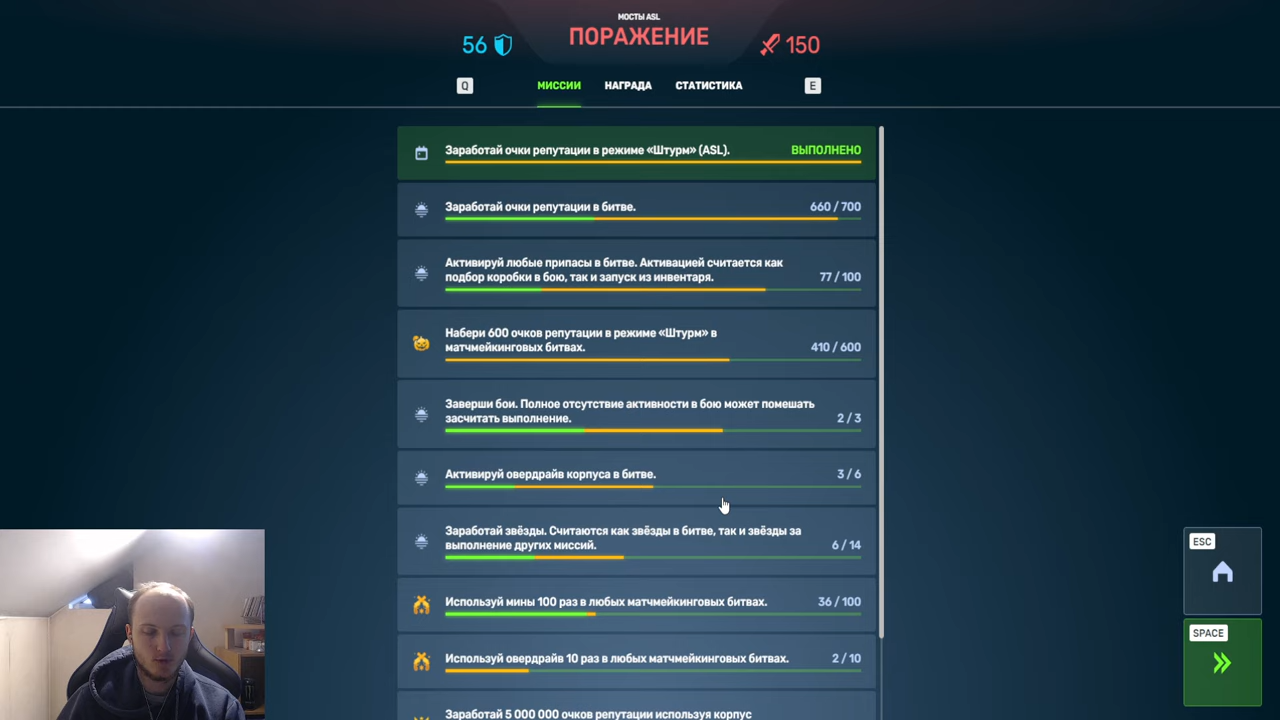 МОСТЫ ASL
56
ПОРАЖЕНИЕ
150
Q
МИССИИ
НАГРАДА
СТАТИСТИКА
E
Заработай очки репутации в режиме «Штурм» (ASL).
ВЫПОЛНЕНО
Заработай очки репутации в битве.
660 / 700
Активируй любые припасы в битве. Активацией считается как
подбор коробки в бою, так и запуск из инвентаря.
77 / 100
Набери 600 очков репутации в режиме «Штурм» в
матчмейкинговых битвах.
410 / 600
Заверши бои. Полное отсутствие активности в бою может помешать
засчитать выполнение.
2 / 3
Активируй овердрайв корпуса в битве.
3 / 6
Заработай звёзды. Считаются как звёзды в битве, так и звёзды за
выполнение других миссий.
6 / 14
Используй мины 100 раз в любых матчмейкинговых битвах.
36 / 100
Используй овердрайв 10 раз в любых матчмейкинговых битвах.
2 / 10
Заработай 5 000 000 очков репутации используя корпус
ESC
SPACE